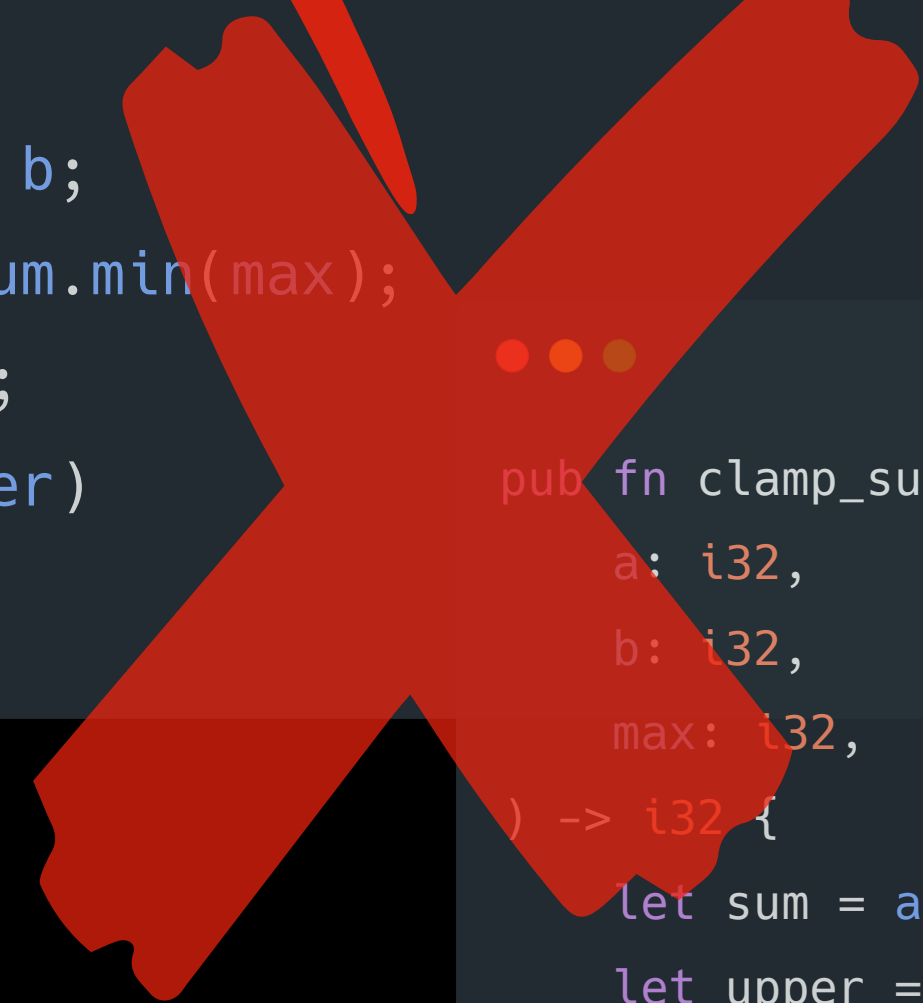 b;
um.min(max);
;
er)
pub fn clamp_su
a: i32,
b: i32,
max: i32,
) -> i32 {
let sum = a
let upper =